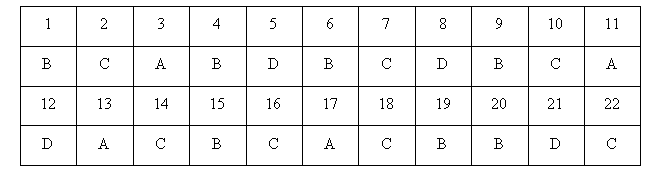 1 2 3 4 5 6 7 8 9 10 11
B C A B D B C D B C A
12 13 14 15 16 17 18 19 20 21 22
D A C B C A C B B D C